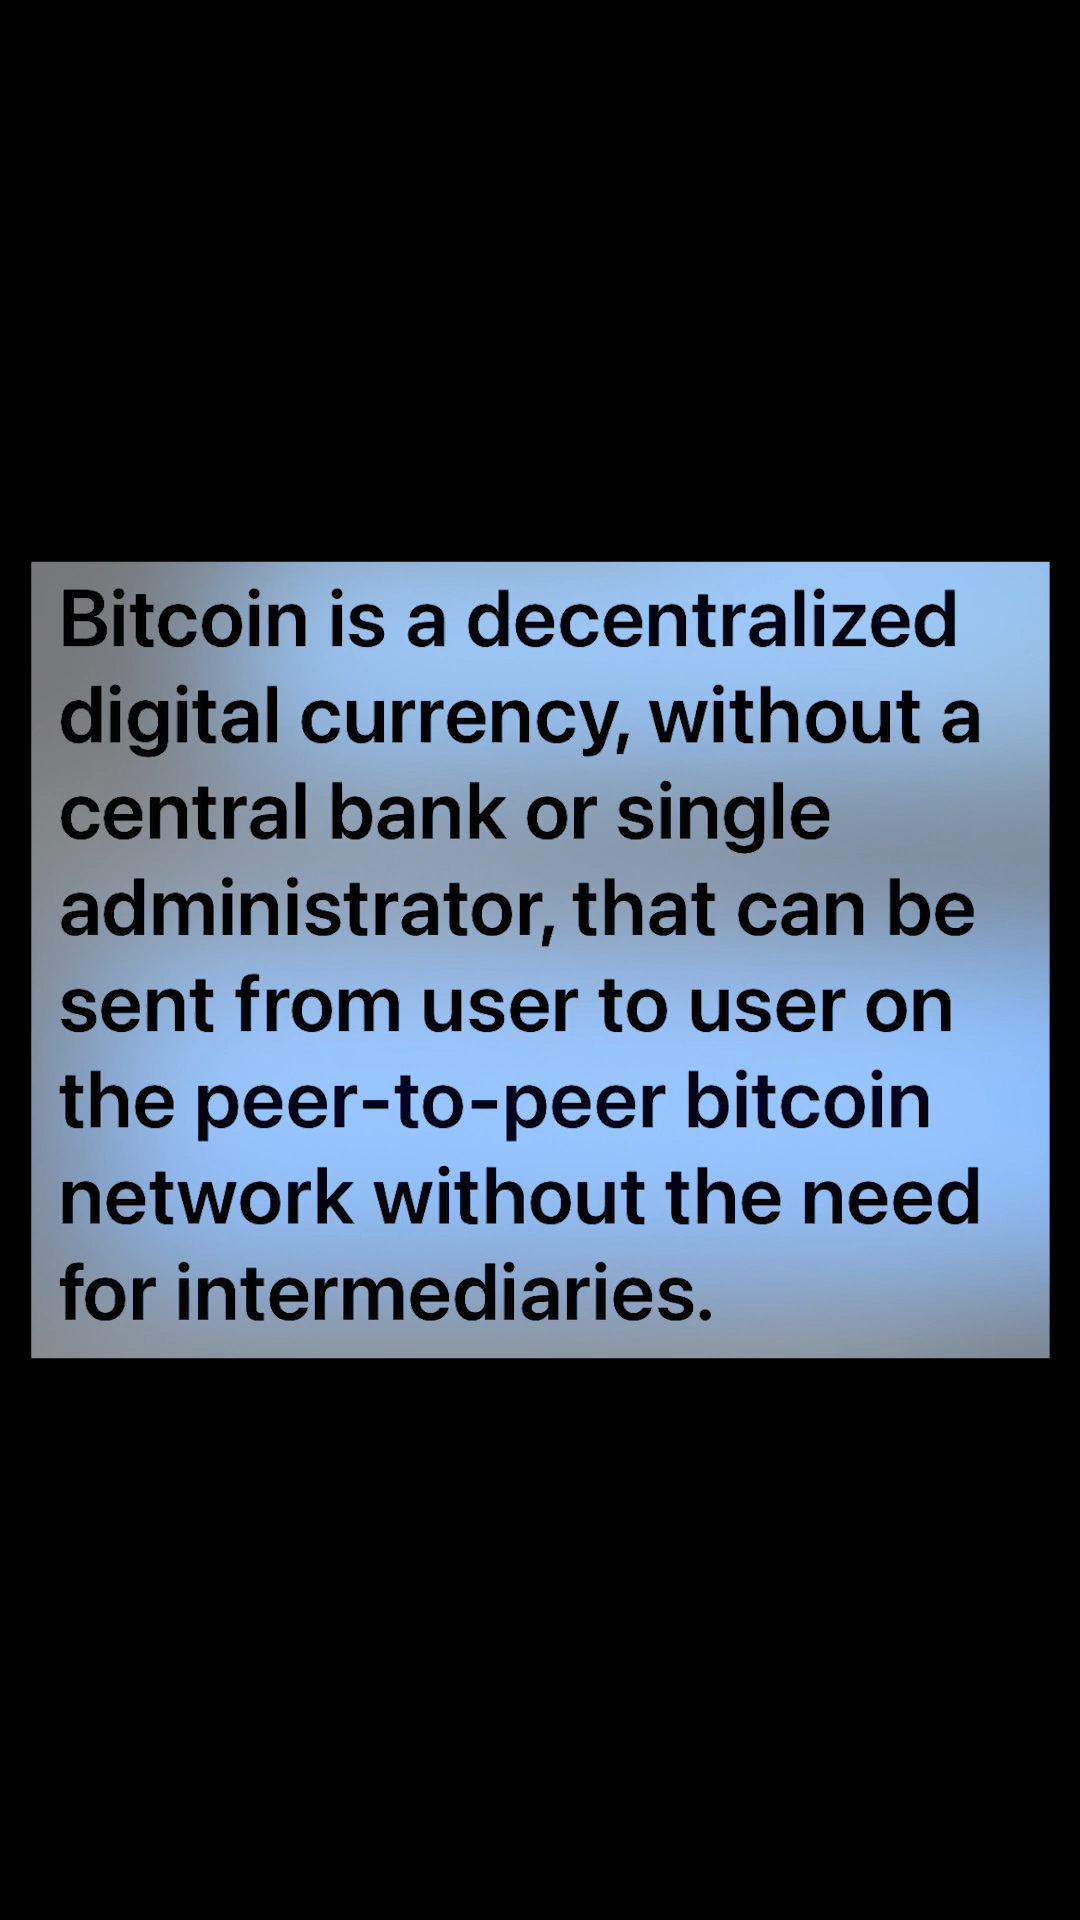 Bitcoin is a decentralized
digital currency, without a
central bank or single
administrator, that can be
sent from user to user on
the peer-to-peer bitcoin
network without the need
for intermediaries.